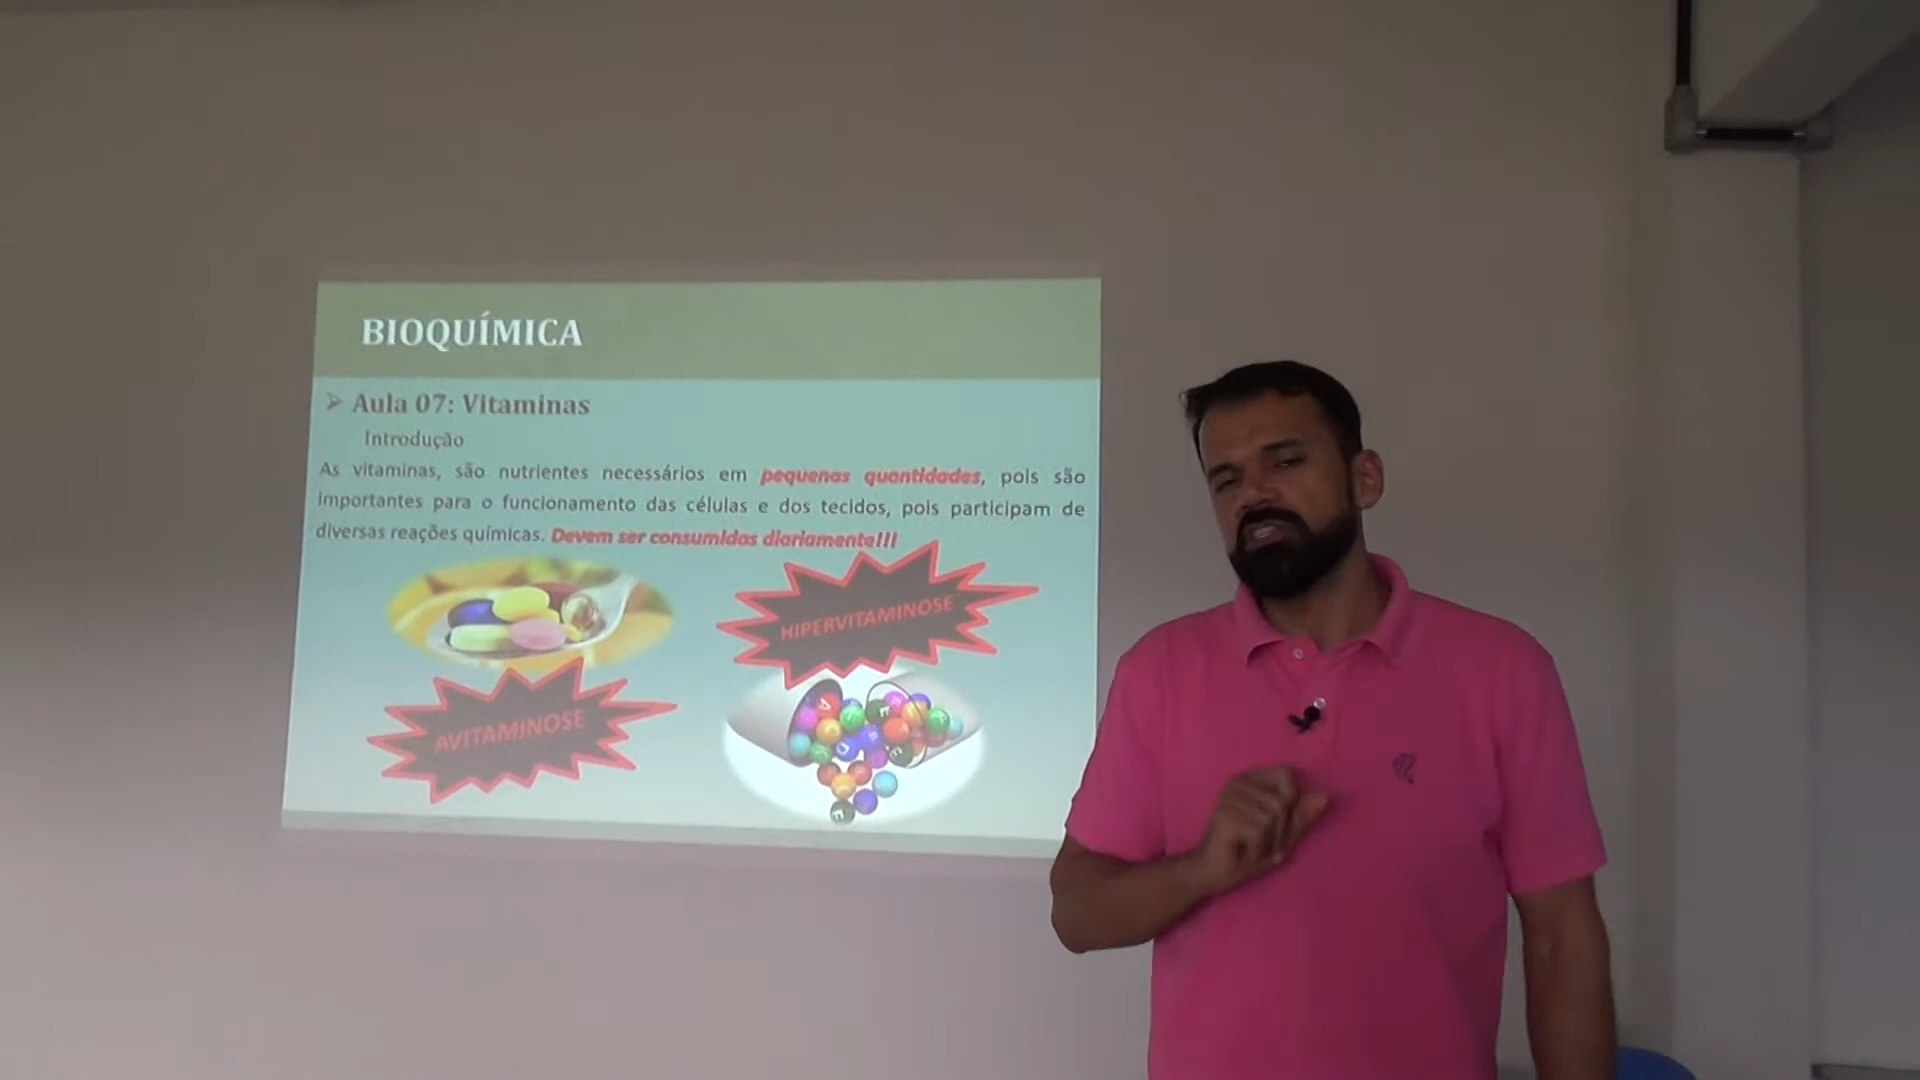 BIOQUÍMICA
➢ Aula 07: Vitaminas
Introdução
As vitaminas, são nutrientes necessários em pequenas quantidades, pois são
importantes para o funcionamento das células e dos tecidos, pois participam de
diversas reações químicas. Devem ser consumidas diariamente!!!
HIPERVITAMINOSE
AVITAMINOSE